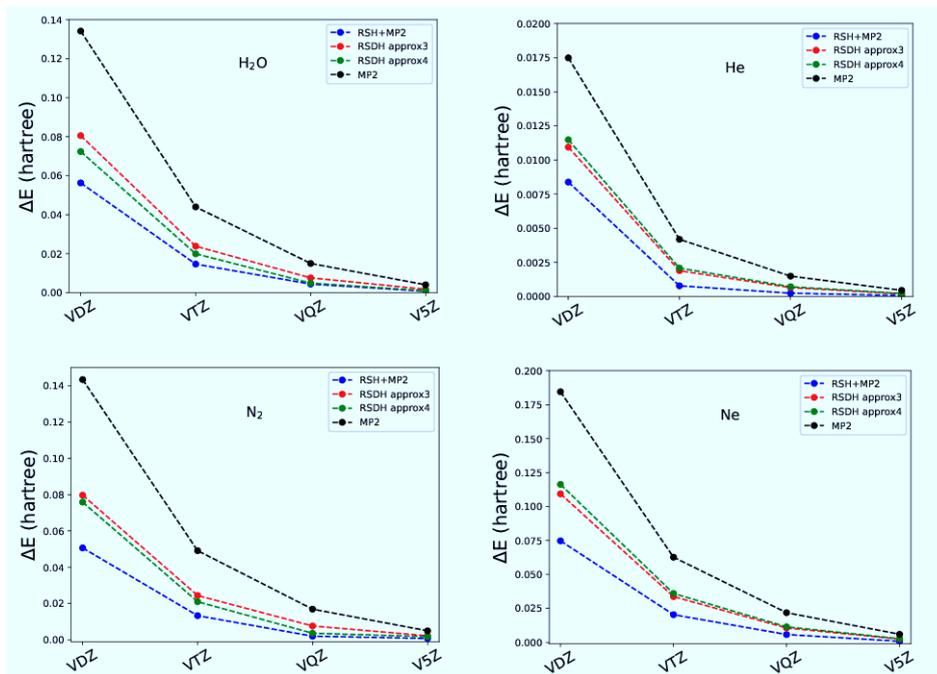 0.14
0.12
0.10
0.08
0.06
0.04
0.02
0.00
ΔE (hartree)
H₂O
RSH+MP2
RSDH approx3
RSDH approx4
MP2
VDZ
VTZ
VQZ
V5Z
0.0200
0.0175
0.0150
0.0125
0.0100
0.0075
0.0050
0.0025
0.0000
ΔE (hartree)
He
RSH+MP2
RSDH approx3
RSDH approx4
MP2
VDZ
VTZ
VQZ
V5Z
0.14
0.12
0.10
0.08
0.06
0.04
0.02
0.00
ΔE (hartree)
N₂
RSH+MP2
RSDH approx3
RSDH approx4
MP2
VDZ
VTZ
VQZ
V5Z
0.200
0.175
0.150
0.125
0.100
0.075
0.050
0.025
0.000
ΔE (hartree)
Ne
RSH+MP2
RSDH approx3
RSDH approx4
MP2
VDZ
VTZ
VQZ
V5Z